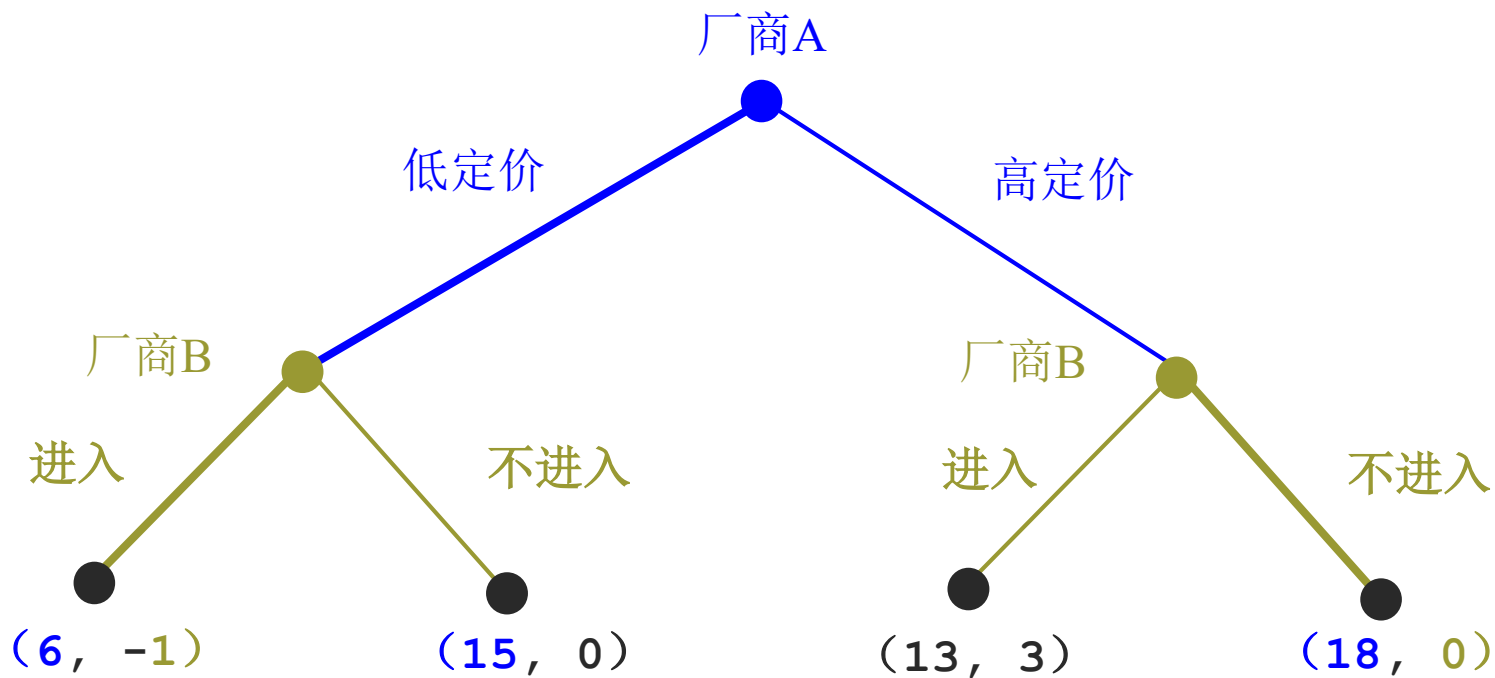 厂商A
低定价
高定价
厂商B
厂商B
进入
不进入
进入
不进入
(6, -1)
(15, 0)
(13, 3)
(18, 0)